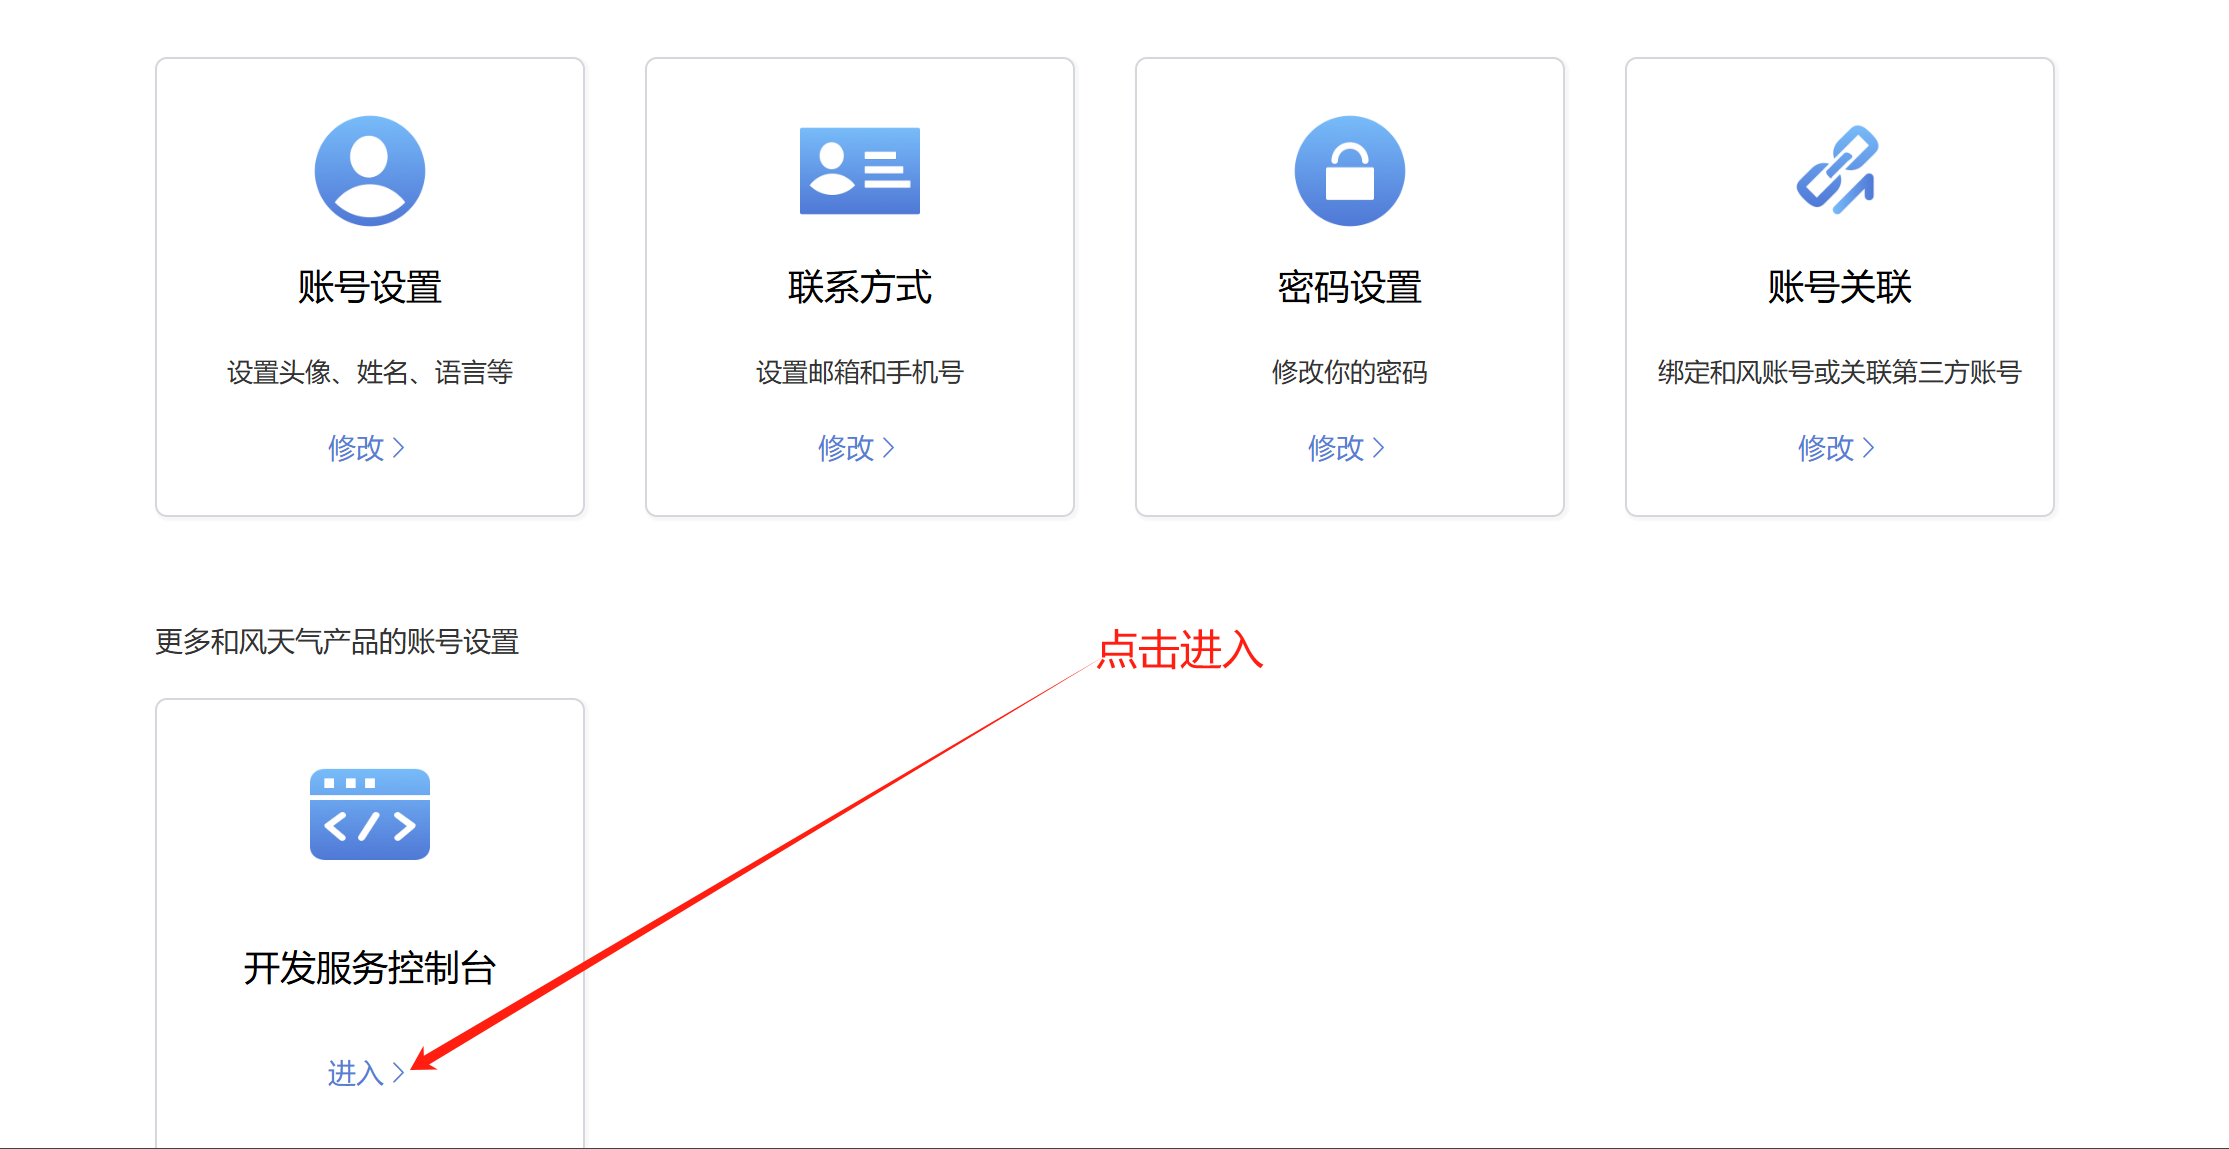 账号设置
设置头像、姓名、语言等
修改
联系方式
设置邮箱和手机号
修改
密码设置
修改你的密码
修改
账号关联
绑定和风账号或关联第三方账号
修改
更多和风天气产品的账号设置
点击进入
开发服务控制台
进入